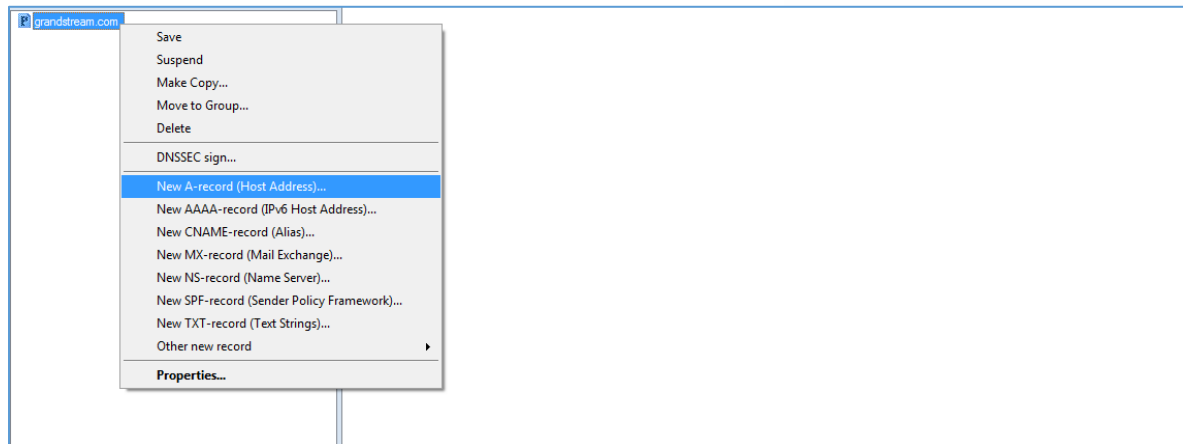 grandstream.com
Save
Suspend
Make Copy...
Move to Group...
Delete
DNSSEC sign...
New A-record (Host Address)...
New AAAA-record (IPv6 Host Address)...
New CNAME-record (Alias)...
New MX-record (Mail Exchange)...
New NS-record (Name Server)...
New SPF-record (Sender Policy Framework)...
New TXT-record (Text Strings)...
Other new record
Properties...